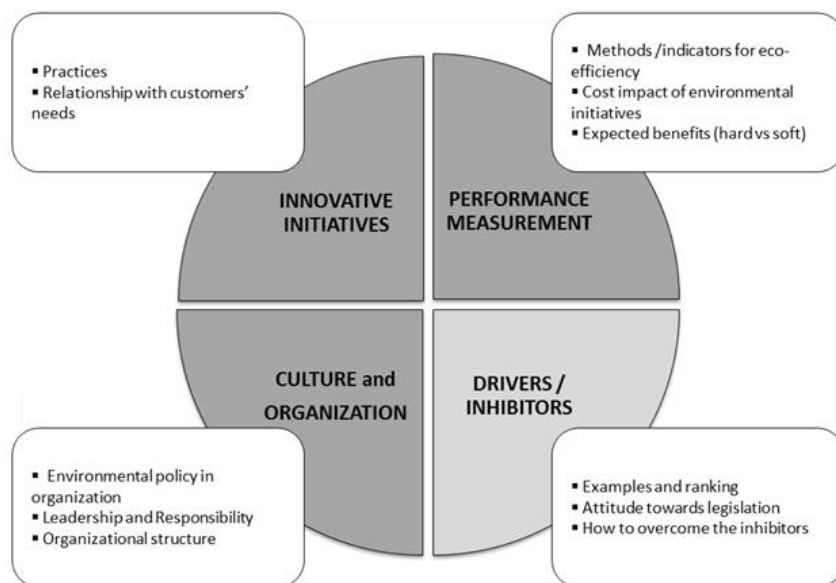 ▪ Practices
▪ Relationship with customers'
needs
▪ Methods /indicators for eco-
efficiency
▪ Cost impact of environmental
initiatives
▪ Expected benefits (hard vs soft)
INNOVATIVE
INITIATIVES
PERFORMANCE
MEASUREMENT
CULTURE and
ORGANIZATION
DRIVERS /
INHIBITORS
▪ Environmental policy in
organization
▪ Leadership and Responsibility
▪ Organizational structure
▪ Examples and ranking
▪ Attitude towards legislation
▪ How to overcome the inhibitors